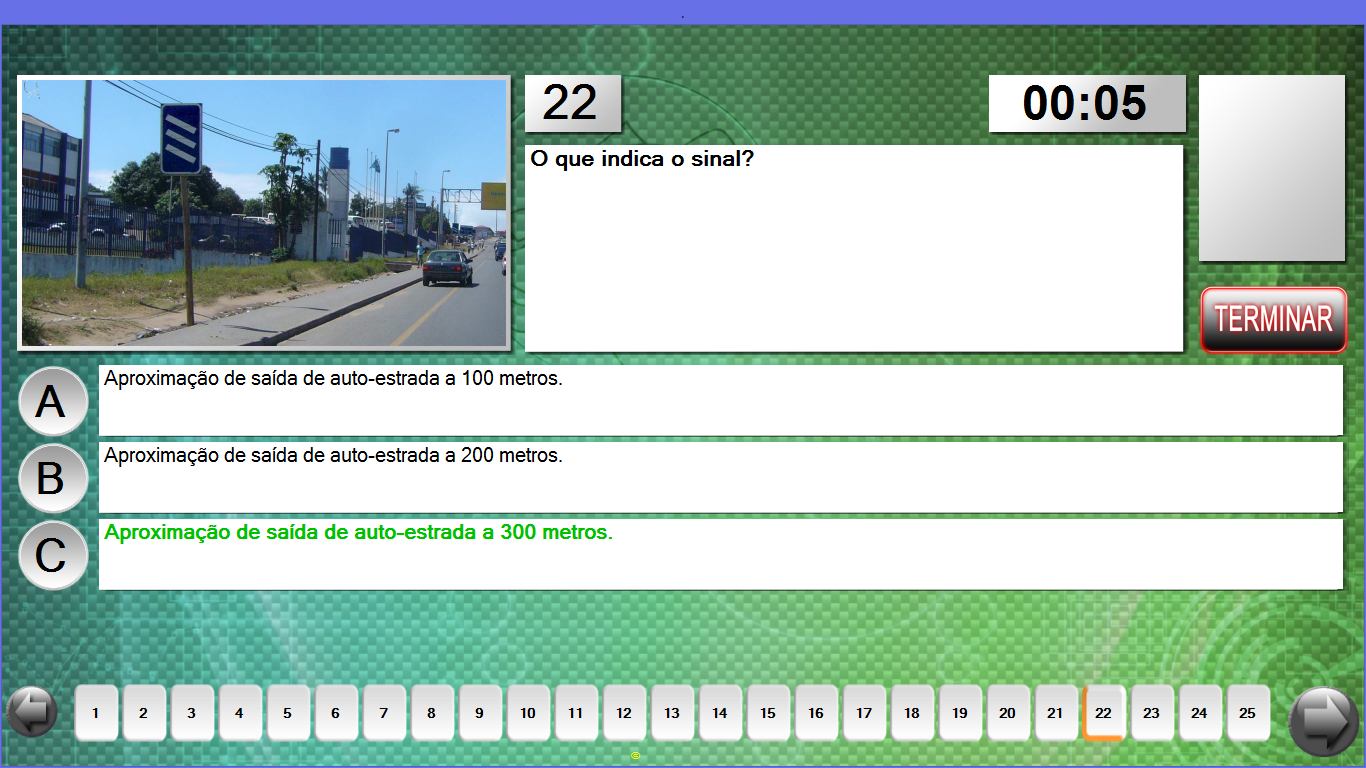 22
00:05
O que indica o sinal?
TERMINAR
A
Aproximação de saída de auto-estrada a 100 metros.
B
Aproximação de saída de auto-estrada a 200 metros.
C
Aproximação de saída de auto-estrada a 300 metros.
1 2 3 4 5 6 7 8 9 10 11 12 13 14 15 16 17 18 19 20 21 22 23 24 25
©